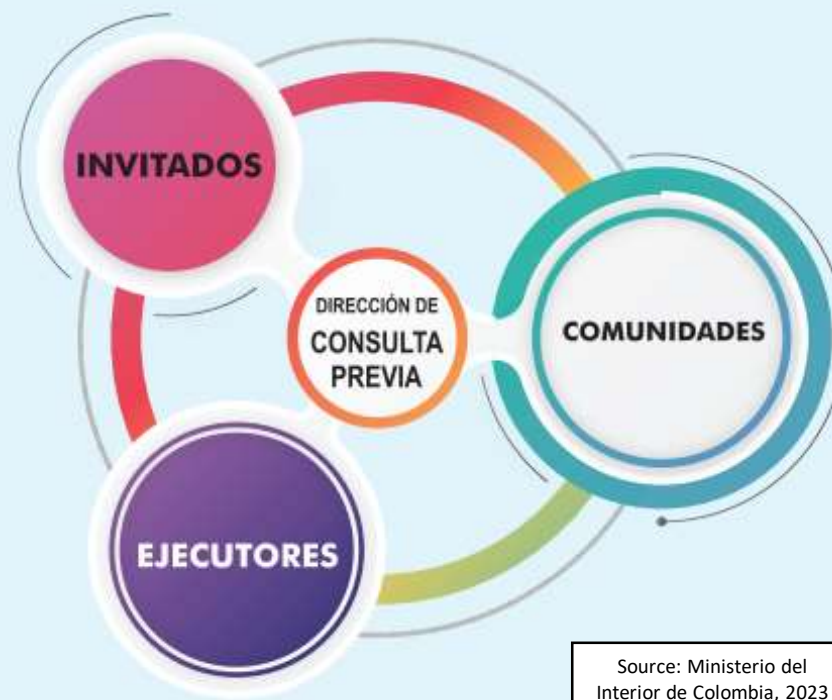 INVITADOS
DIRECCIÓN DE
CONSULTA
PREVIA
COMUNIDADES
EJECUTORES
Source: Ministerio del
Interior de Colombia, 2023